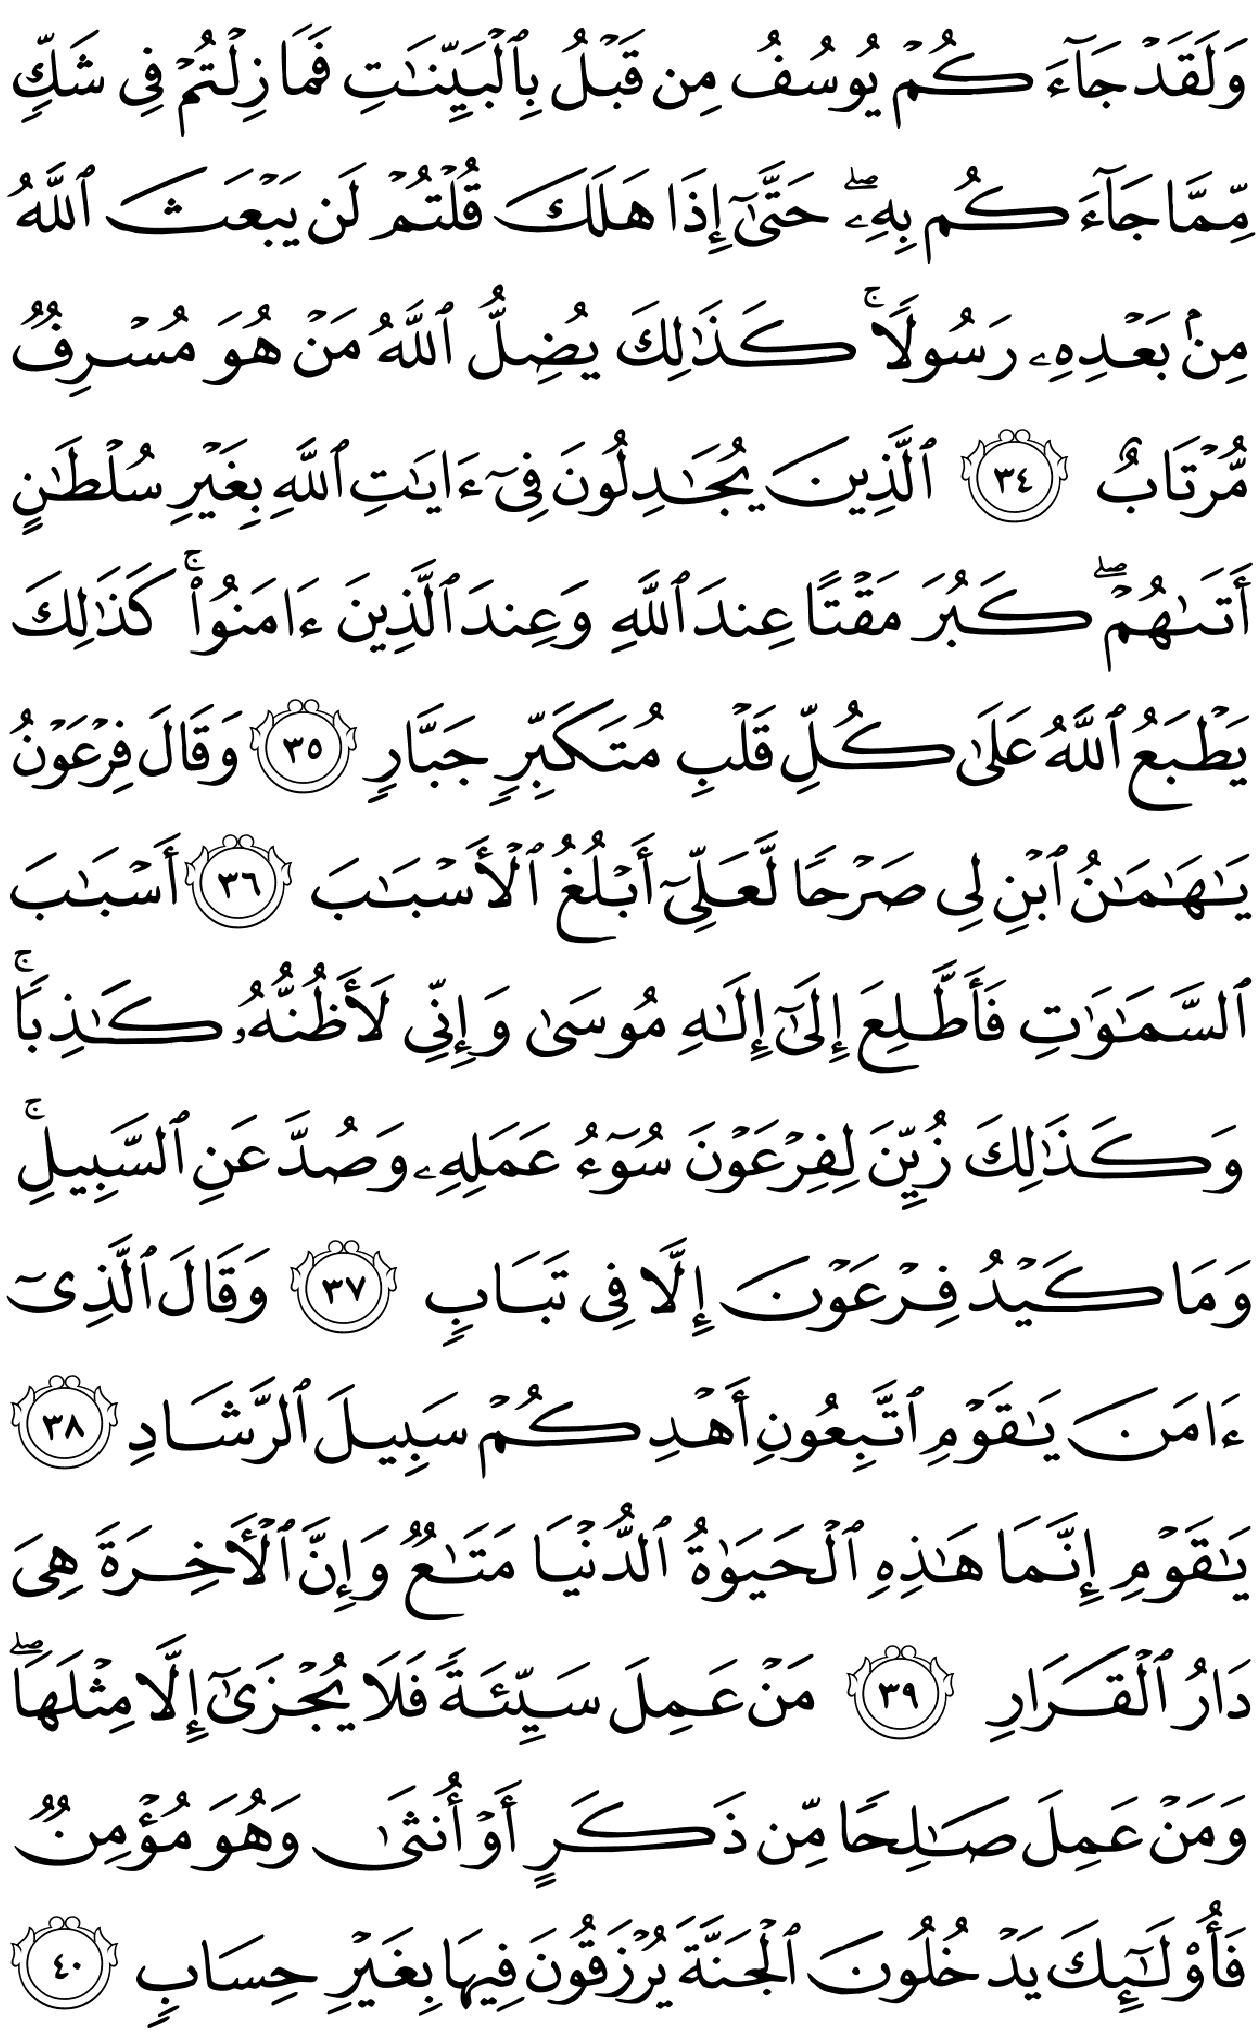 وَلَقَدۡ جَآءَكُمۡ يُوسُفُ مِن قَبۡلُ بِٱلۡبَيِّنَٰتِ فَمَا زِلۡتُمۡ فِي شَكّٖ
مِّمَّا جَآءَكُم بِهِۦۖ حَتَّىٰٓ إِذَا هَلَكَ قُلۡتُمۡ لَن يَبۡعَثَ ٱللَّهُ
مِنۢ بَعۡدِهِۦ رَسُولٗاۚ كَذَٰلِكَ يُضِلُّ ٱللَّهُ مَنۡ هُوَ مُسۡرِفٞ
مُّرۡتَابٌ ٣٤ ٱلَّذِينَ يُجَٰدِلُونَ فِيٓ ءَايَٰتِ ٱللَّهِ بِغَيۡرِ سُلۡطَٰنٍ
أَتَىٰهُمۡۖ كَبُرَ مَقۡتًا عِندَ ٱللَّهِ وَعِندَ ٱلَّذِينَ ءَامَنُواْۚ كَذَٰلِكَ
يَطۡبَعُ ٱللَّهُ عَلَىٰ كُلِّ قَلۡبِ مُتَكَبِّرٖ جَبَّارٖ ٣٥ وَقَالَ فِرۡعَوۡنُ
يَٰهَٰمَٰنُ ٱبۡنِ لِي صَرۡحٗا لَّعَلِّيٓ أَبۡلُغُ ٱلۡأَسۡبَٰبَ ٣٦ أَسۡبَٰبَ
ٱلسَّمَٰوَٰتِ فَأَطَّلِعَ إِلَىٰٓ إِلَٰهِ مُوسَىٰ وَإِنِّي لَأَظُنُّهُۥ كَٰذِبٗاۚ
وَكَذَٰلِكَ زُيِّنَ لِفِرۡعَوۡنَ سُوٓءُ عَمَلِهِۦ وَصُدَّ عَنِ ٱلسَّبِيلِۚ
وَمَا كَيۡدُ فِرۡعَوۡنَ إِلَّا فِي تَبَابٖ ٣٧ وَقَالَ ٱلَّذِيٓ
ءَامَنَ يَٰقَوۡمِ ٱتَّبِعُونِ أَهۡدِكُمۡ سَبِيلَ ٱلرَّشَادِ ٣٨
يَٰقَوۡمِ إِنَّمَا هَٰذِهِ ٱلۡحَيَوٰةُ ٱلدُّنۡيَا مَتَٰعٞ وَإِنَّ ٱلۡأٓخِرَةَ هِيَ
دَارُ ٱلۡقَرَارِ ٣٩ مَنۡ عَمِلَ سَيِّئَةٗ فَلَا يُجۡزَىٰٓ إِلَّا مِثۡلَهَاۖ
وَمَنۡ عَمِلَ صَٰلِحٗا مِّن ذَكَرٍ أَوۡ أُنثَىٰ وَهُوَ مُؤۡمِنٞ
فَأُوْلَٰٓئِكَ يَدۡخُلُونَ ٱلۡجَنَّةَ يُرۡزَقُونَ فِيهَا بِغَيۡرِ حِسَابٖ ٤٠